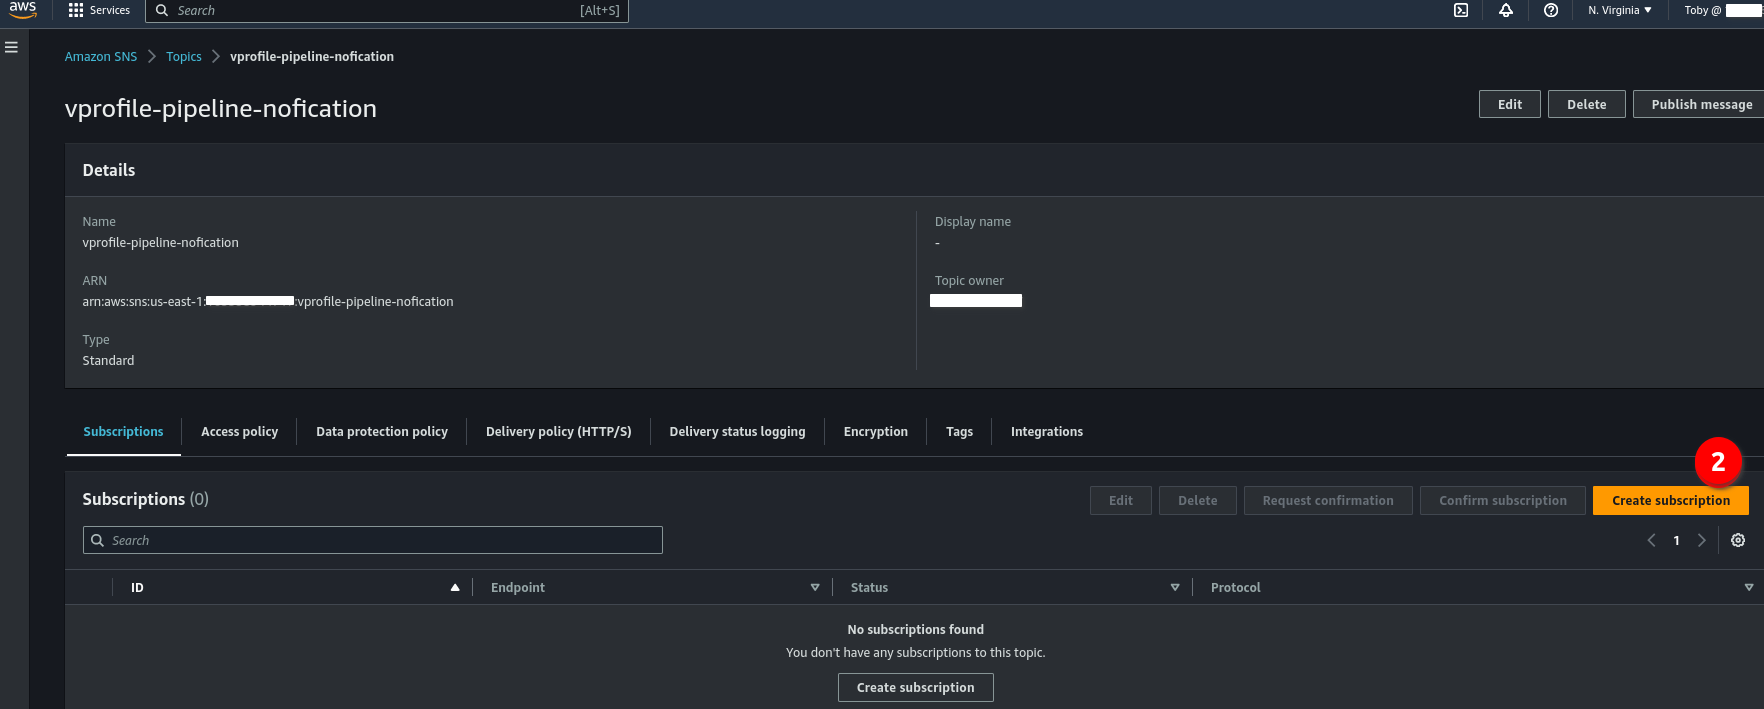 aws Services Search [Alt+S] N. Virginia Toby @
Amazon SNS Topics vprofile-pipeline-nofication
vprofile-pipeline-nofication
Edit Delete Publish message
Details
Name
vprofile-pipeline-nofication
Display name
-
ARN
arn:aws:sns:us-east-1: :vprofile-pipeline-nofication
Topic owner
Type
Standard
Subscriptions Access policy Data protection policy Delivery policy (HTTP/S) Delivery status logging Encryption Tags Integrations
2
Subscriptions (0)
Edit Delete Request confirmation Confirm subscription Create subscription
Search
1
ID Endpoint Status Protocol
No subscriptions found
You don't have any subscriptions to this topic.
Create subscription